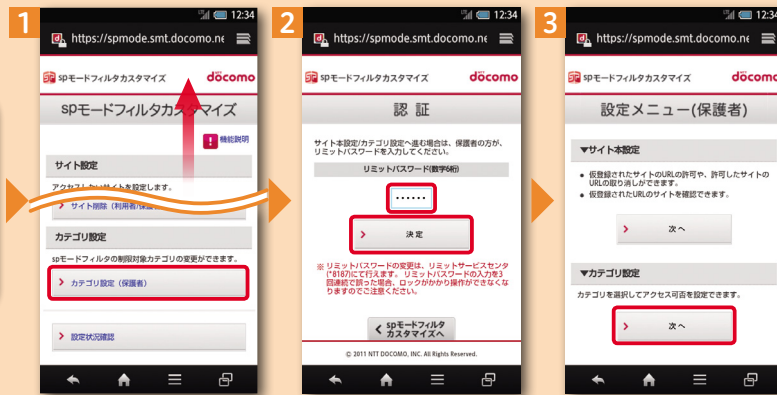 1
12:34
https://spmode.smt.docomo.ne
spモードフィルタカスタマイズ
döcomo
spモードフィルタカスタマイズ
機能説明
サイト設定
アクセスしたいサイトを設定します。
サイト削除(利用者/保護者)
カテゴリ設定
spモードフィルタの制限対象カテゴリの変更ができます。
カテゴリ設定(保護者)
設定状況確認
2
12:34
https://spmode.smt.docomo.ne
spモードフィルタカスタマイズ
döcomo
認証
サイト本設定/カテゴリ設定へ進む場合は、保護者の方が、
リミットパスワードを入力してください。
リミットパスワード(数字6桁)
••••••
決定
※ リミットパスワードの変更は、リミットサービスセンタ
(*8167)にて行えます。リミットパスワードの入力を3
回連続で誤った場合、ロックがかかり操作ができなくな
りますのでご注意ください。
spモードフィルタ
カスタマイズへ
© 2011 NTT DOCOMO, INC. All Rights Reserved.
3
12:34
https://spmode.smt.docomo.ne
spモードフィルタカスタマイズ
döcomo
設定メニュー(保護者)
▼サイト本設定
• 仮登録されたサイトのURLの許可や、許可したサイトの
URLの取り消しができます。
• 仮登録されたURLのサイトを確認できます。
次へ
▼カテゴリ設定
カテゴリを選択してアクセス可否を設定できます。
次へ